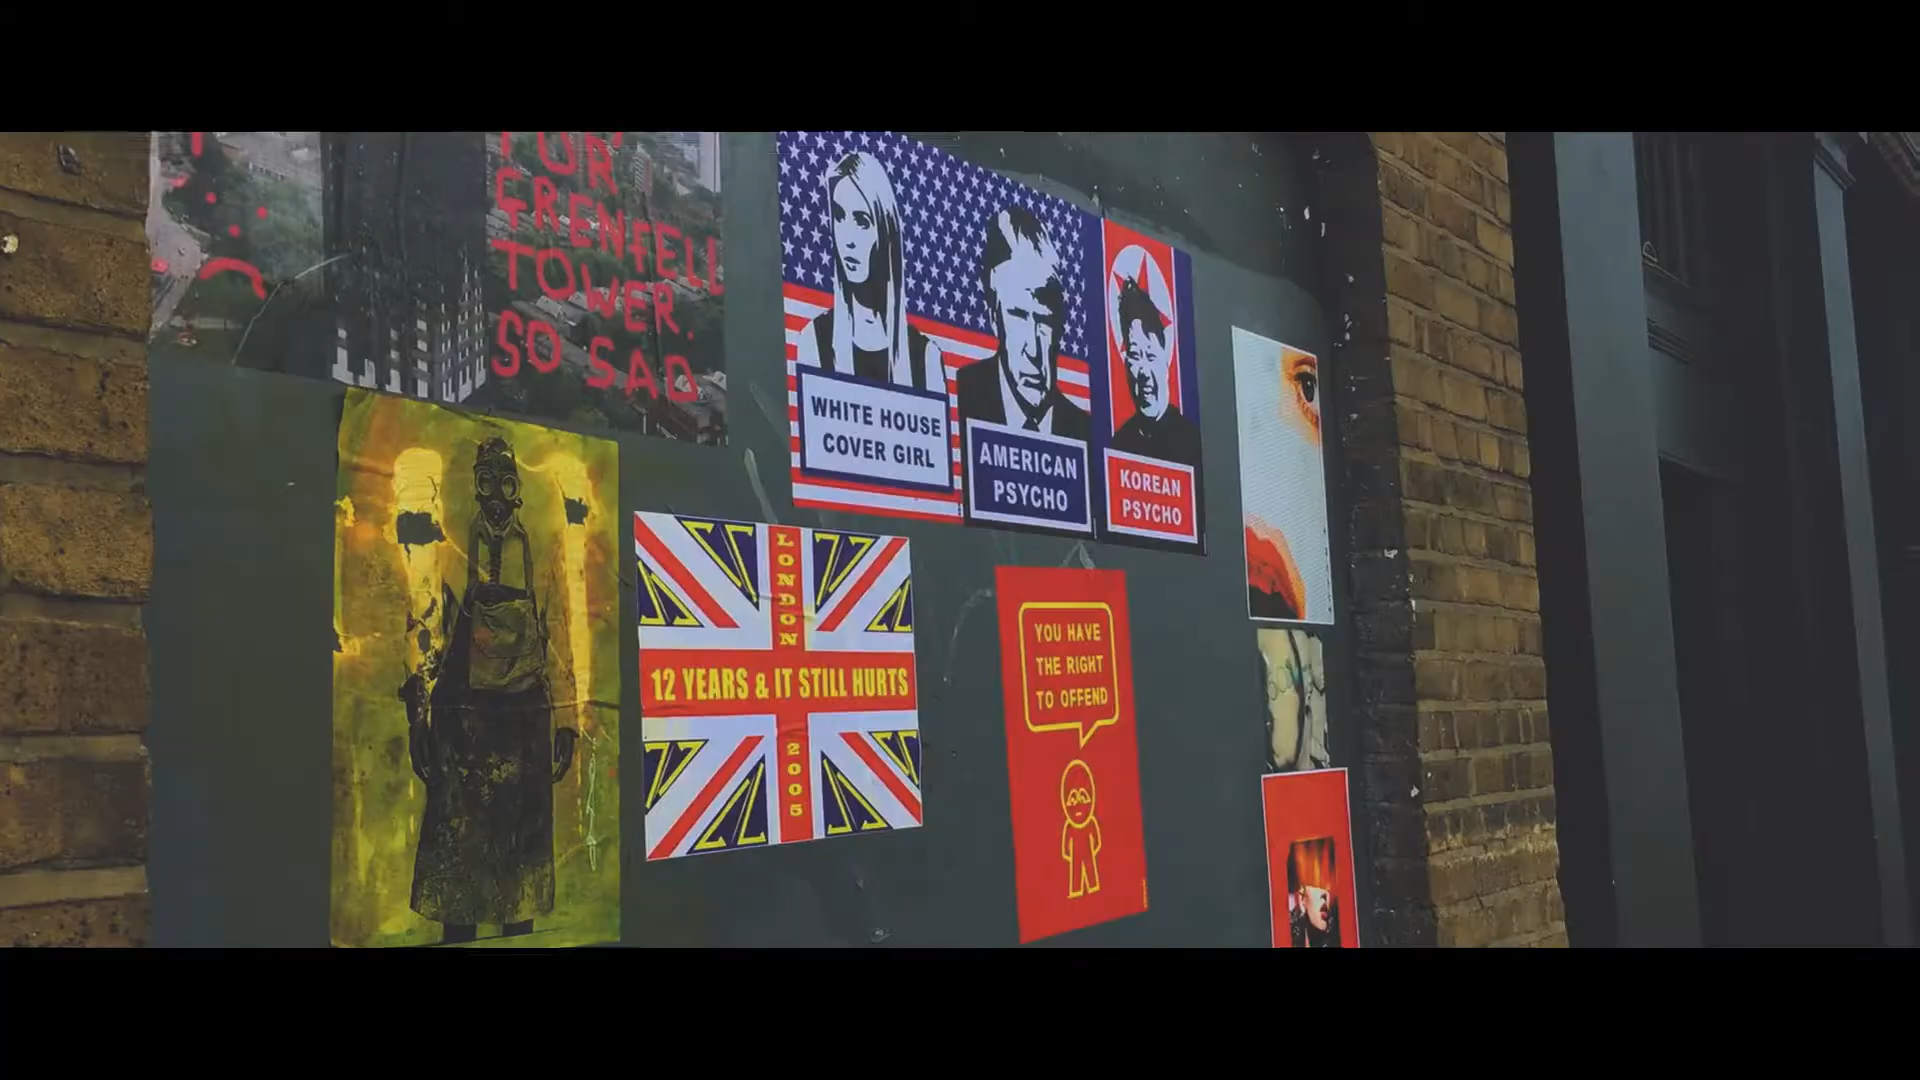 FOR
GRENFELL
TOWER.
SO SAD
WHITE HOUSE
COVER GIRL
AMERICAN
PSYCHO
KOREAN
PSYCHO
LONDON
12 YEARS & IT STILL HURTS
2005
YOU HAVE
THE RIGHT
TO OFFEND